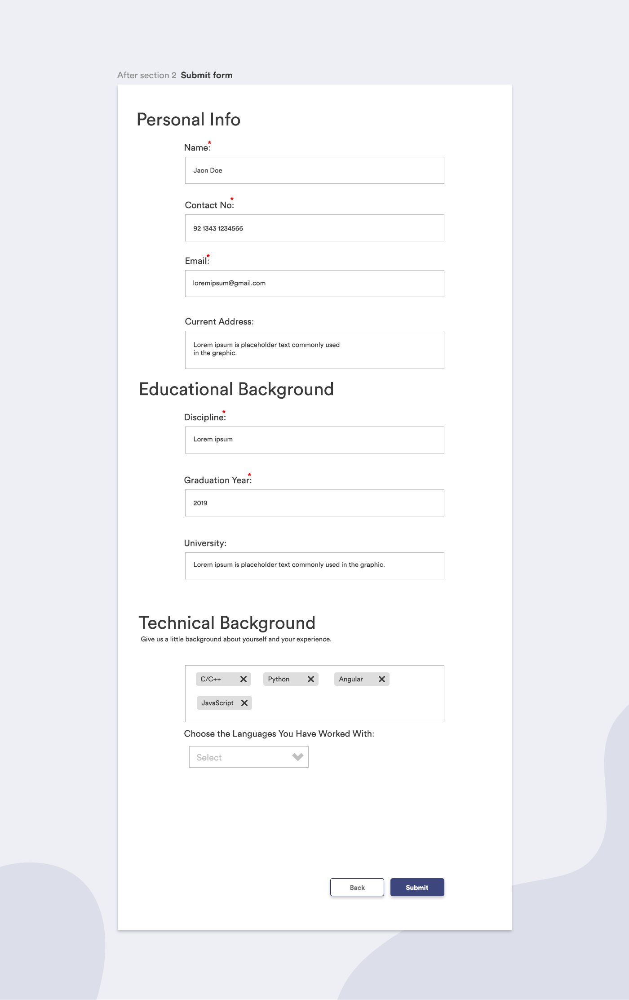 After section 2 Submit form
Personal Info
Name:*
Jaon Doe
Contact No:*
92 1343 1234566
Email:*
loremipsum@gmail.com
Current Address:
Lorem ipsum is placeholder text commonly used
in the graphic.
Educational Background
Discipline:*
Lorem ipsum
Graduation Year:*
2019
University:
Lorem ipsum is placeholder text commonly used in the graphic.
Technical Background
Give us a little background about yourself and your experience.
C/C++ Python Angular
JavaScript
Choose the Languages You Have Worked With:
Select
Back Submit